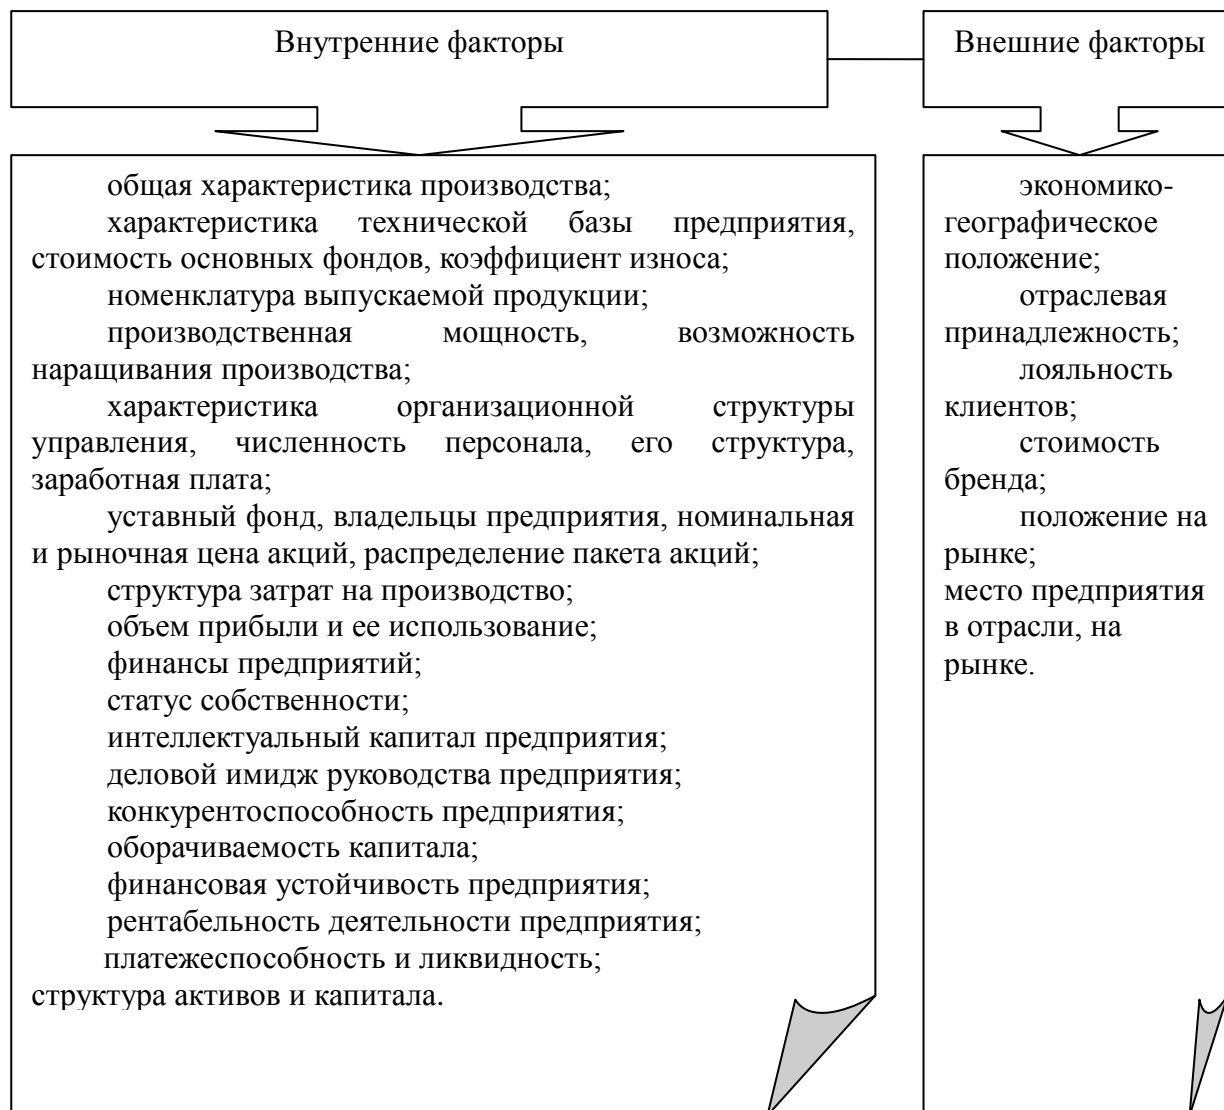 Внутренние факторы
Внешние факторы
общая характеристика производства;
характеристика технической базы предприятия,
стоимость основных фондов, коэффициент износа;
номенклатура выпускаемой продукции;
производственная мощность, возможность
наращивания производства;
характеристика организационной структуры
управления, численность персонала, его структура,
заработная плата;
уставный фонд, владельцы предприятия, номинальная
и рыночная цена акций, распределение пакета акций;
структура затрат на производство;
объем прибыли и ее использование;
финансы предприятий;
статус собственности;
интеллектуальный капитал предприятия;
деловой имидж руководства предприятия;
конкурентоспособность предприятия;
оборачиваемость капитала;
финансовая устойчивость предприятия;
рентабельность деятельности предприятия;
платежеспособность и ликвидность;
структура активов и капитала.
экономико-
географическое
положение;
отраслевая
принадлежность;
лояльность
клиентов;
стоимость
бренда;
положение на
рынке;
место предприятия
в отрасли, на
рынке.